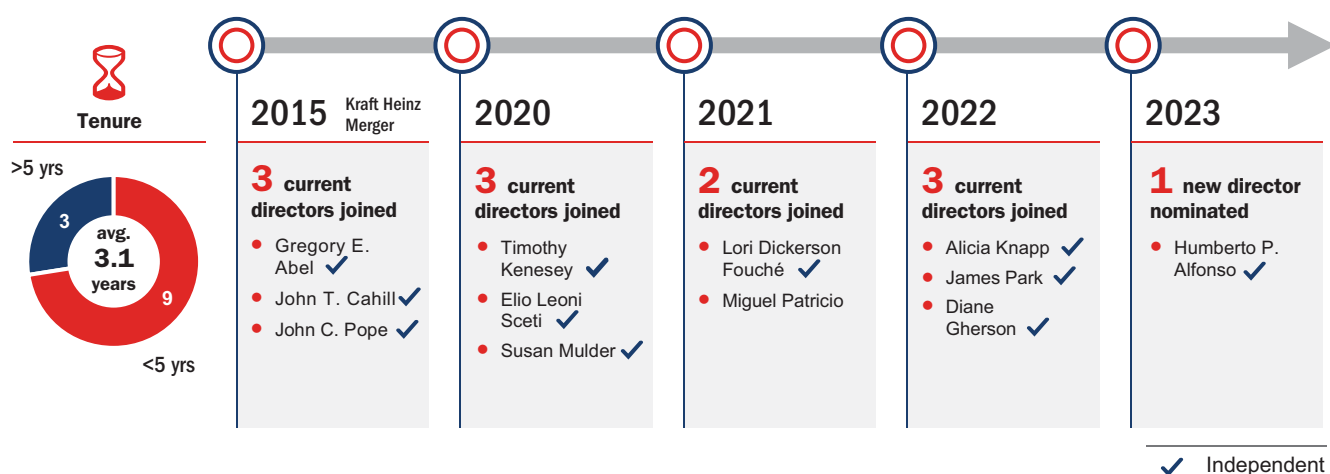 Tenure
>5 yrs
3
avg.
3.1
years
9
<5 yrs
2015 Kraft Heinz
Merger
3 current
directors joined
Gregory E.
Abel ✓
John T. Cahill ✓
John C. Pope ✓
2020
3 current
directors joined
Timothy
Kenesey ✓
Elio Leoni
Sceti ✓
Susan Mulder ✓
2021
2 current
directors joined
Lori Dickerson
Fouché ✓
Miguel Patricio
2022
3 current
directors joined
Alicia Knapp ✓
James Park ✓
Diane
Gherson ✓
2023
1 new director
nominated
Humberto P.
Alfonso ✓
✓ Independent